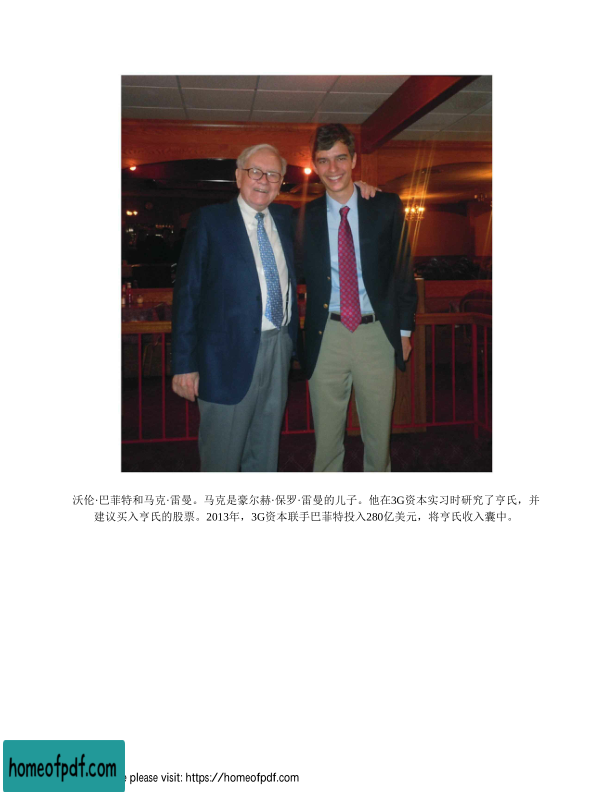 沃伦·巴菲特和马克·雷曼。马克是豪尔赫·保罗·雷曼的儿子。他在3G资本实习时研究了亨氏，并
建议买入亨氏的股票。2013年，3G资本联手巴菲特投入280亿美元，将亨氏收入囊中。
homeofpdf.com
e please visit: https://homeofpdf.com